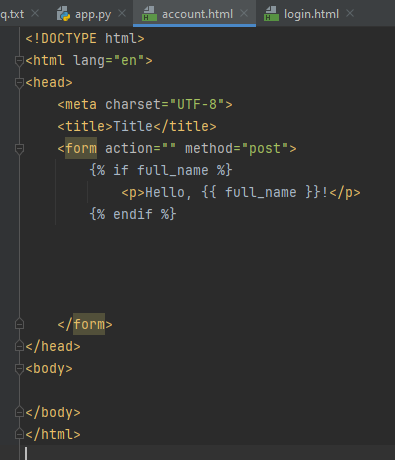 q.txt app.py account.html login.html
<!DOCTYPE html>
<html lang="en">
<head>
    <meta charset="UTF-8">
    <title>Title</title>
    <form action="" method="post">
        {% if full_name %}
            <p>Hello, {{ full_name }}!</p>
        {% endif %}
    </form>
</head>
<body>
</body>
</html>